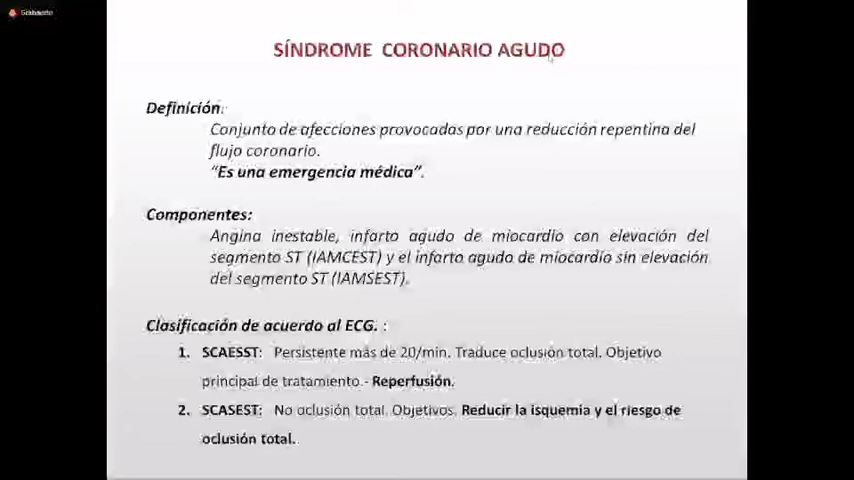 Grabando
SÍNDROME CORONARIO AGUDO
Definición:
Conjunto de afecciones provocadas por una reducción repentina del
flujo coronario.
"Es una emergencia médica".
Componentes:
Angina inestable, infarto agudo de miocardio con elevación del
segmento ST (IAMCEST) y el infarto agudo de miocardio sin elevación
del segmento ST (IAMSEST).
Clasificación de acuerdo al ECG. :
1. SCAESST: Persistente más de 20/min. Traduce oclusión total. Objetivo
principal de tratamiento.- Reperfusión.
2. SCASEST: No oclusión total. Objetivos. Reducir la isquemia y el riesgo de
oclusión total.